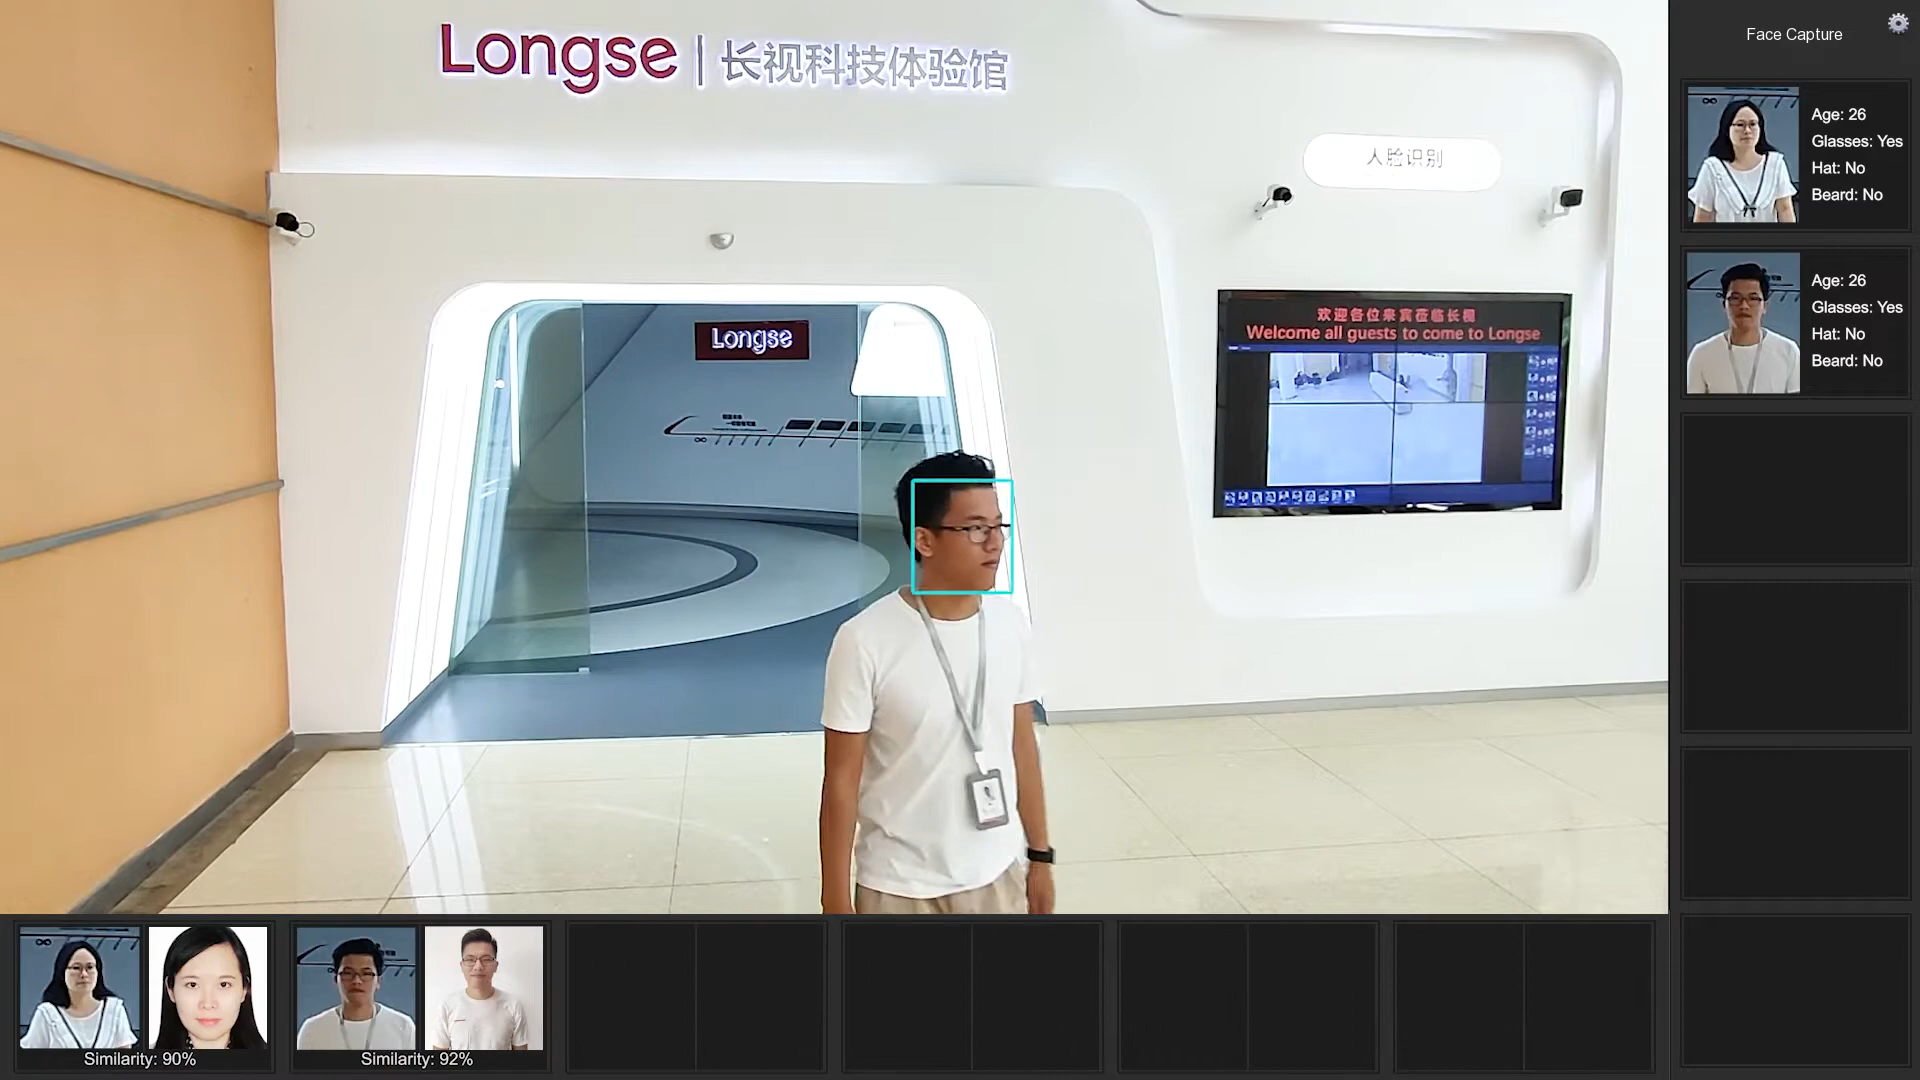 Longse | 长视科技体验馆
人脸识别
Longse
欢迎各位来宾莅临长视
Welcome all guests to come to Longse
Face Capture
Age: 26
Glasses: Yes
Hat: No
Beard: No
Age: 26
Glasses: Yes
Hat: No
Beard: No
Similarity: 90%
Similarity: 92%